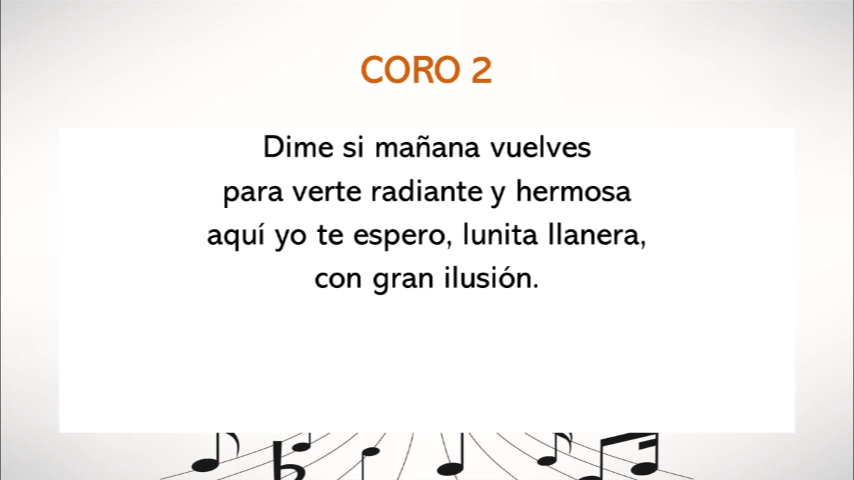 CORO 2
Dime si mañana vuelves
para verte radiante y hermosa
aquí yo te espero, lunita llanera,
con gran ilusión.